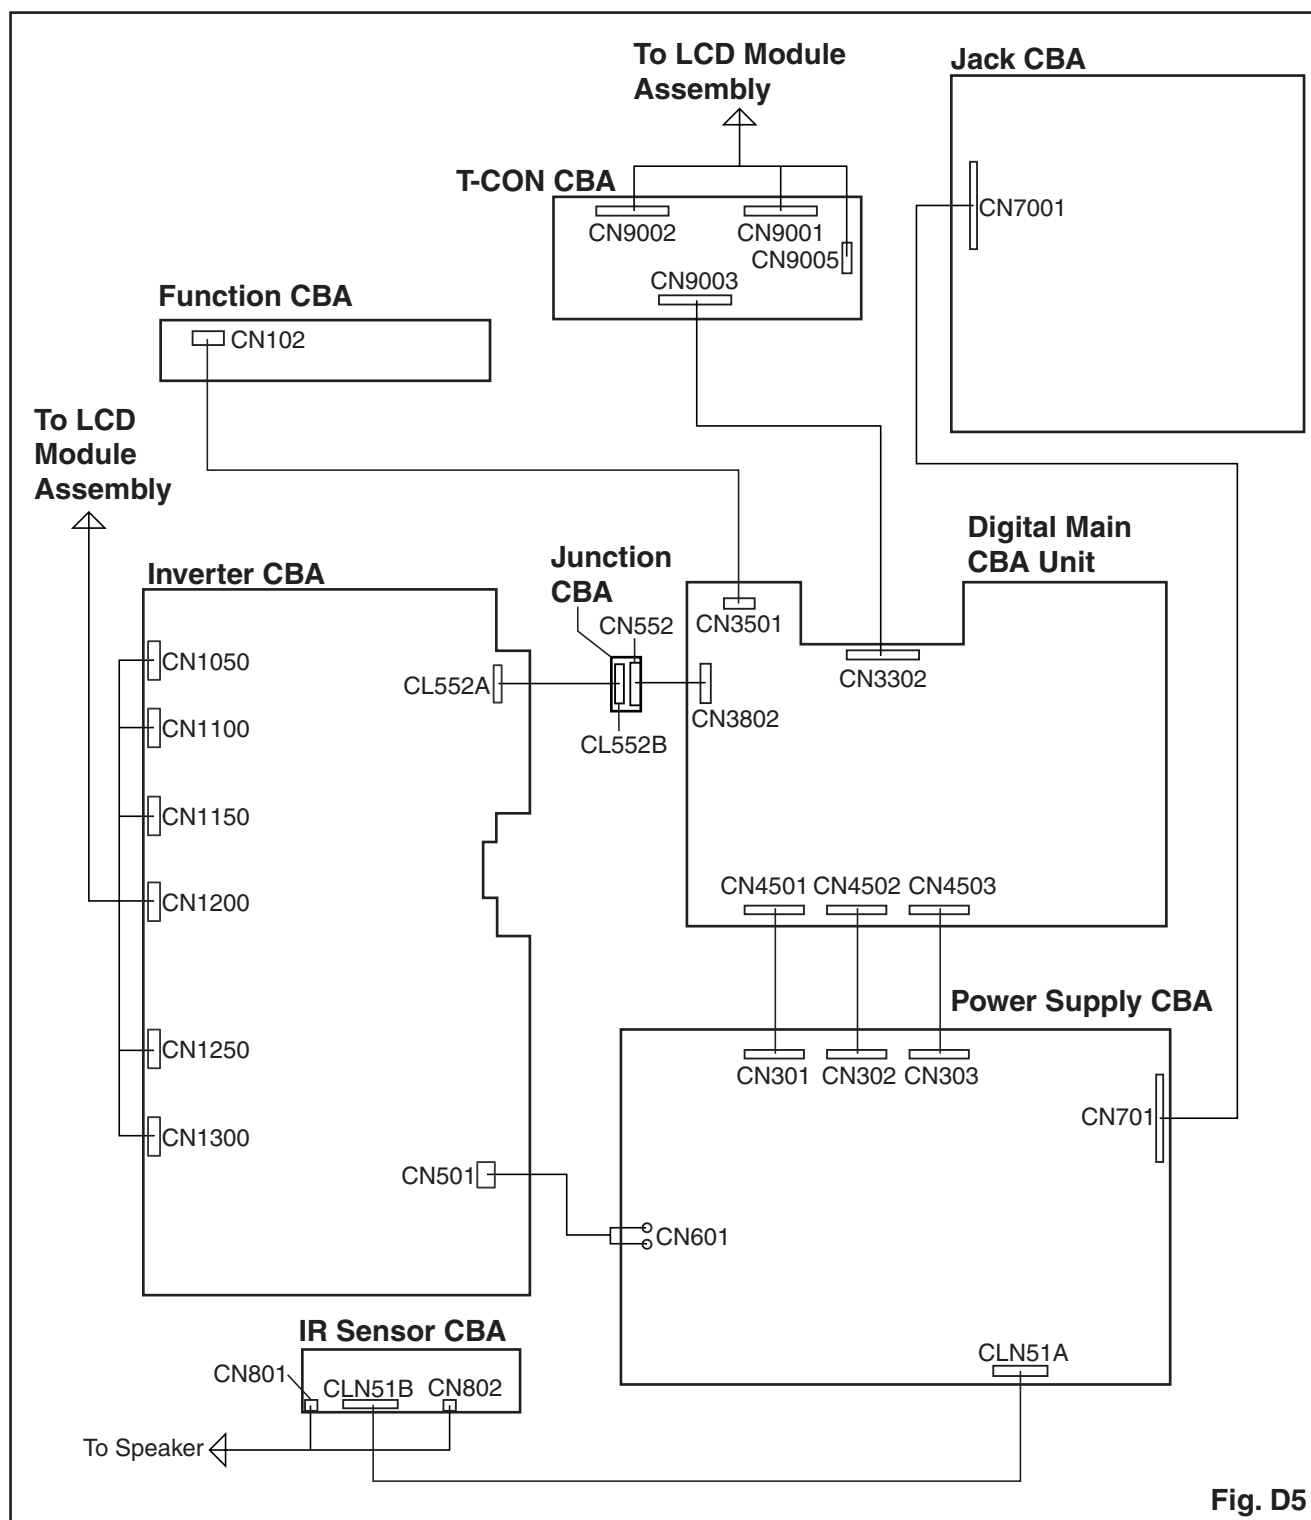 To LCD Module
Assembly
Jack CBA
T-CON CBA
CN9002
CN9001
CN7001
CN9005
CN9003
Function CBA
CN102
To LCD
Module
Assembly
Digital Main
CBA Unit
Junction
CBA
Inverter CBA
CN552
CN3501
CN1050
CL552A
CN3302
CN3802
CN1100
CL552B
CN1150
CN4501
CN4502
CN4503
CN1200
Power Supply CBA
CN1250
CN301
CN302
CN303
CN701
CN1300
CN501
CN601
IR Sensor CBA
CLN51A
CN801
CLN51B
CN802
To Speaker
Fig. D5